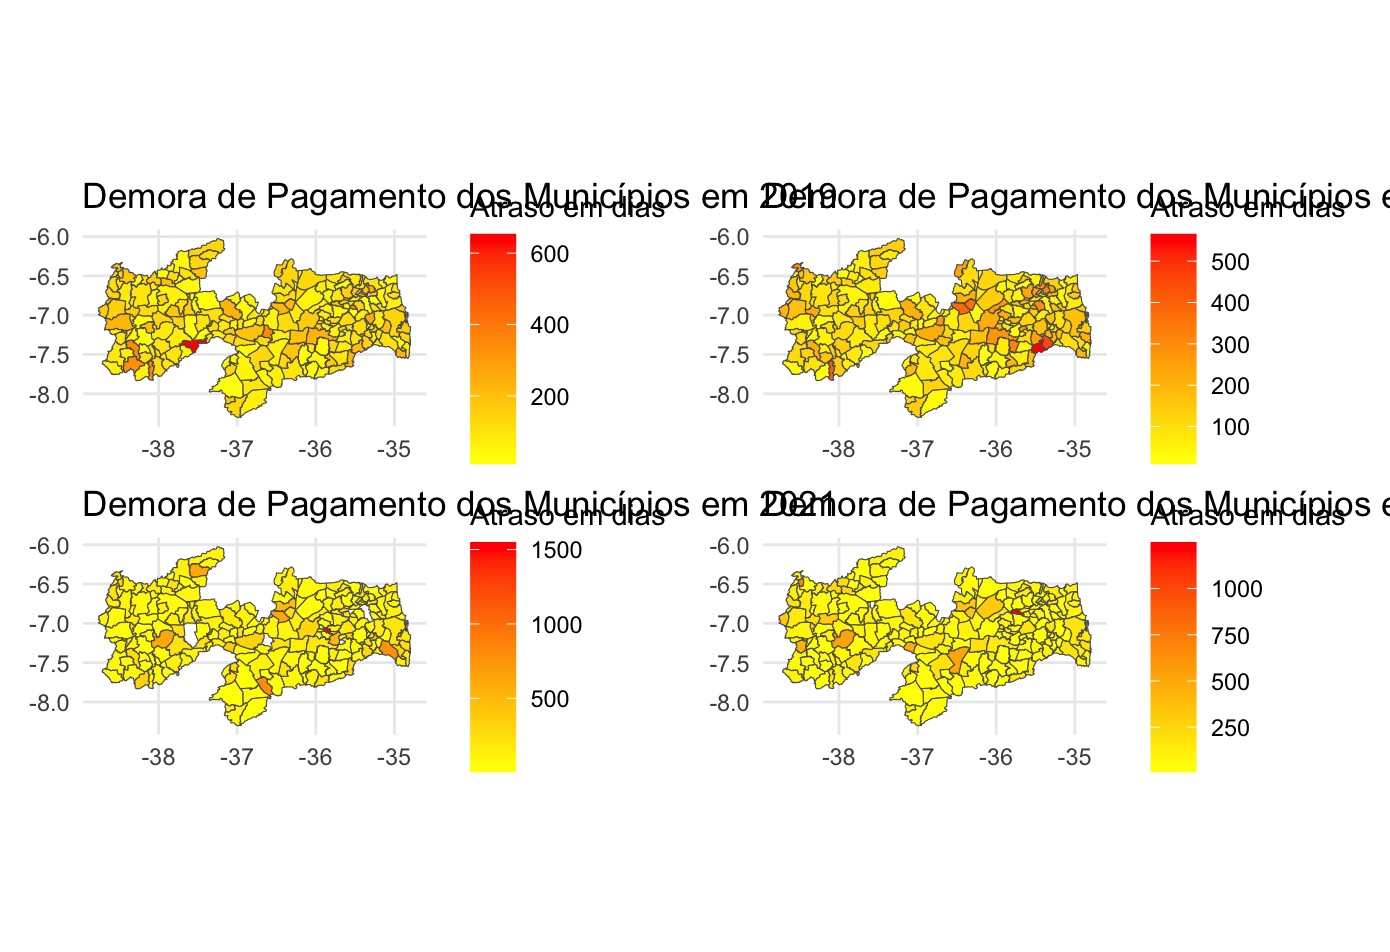 Demora de Pagamento dos Municípios em 2019
Demora de Pagamento dos Municípios e
Atraso em dias
Atraso em dias
-6.0
-6.5
-7.0
-7.5
-8.0
-38 -37 -36 -35
600
400
200
-6.0
-6.5
-7.0
-7.5
-8.0
-38 -37 -36 -35
500
400
300
200
100
Demora de Pagamento dos Municípios em 2021
Demora de Pagamento dos Municípios e
Atraso em dias
Atraso em dias
-6.0
-6.5
-7.0
-7.5
-8.0
-38 -37 -36 -35
1500
1000
500
-6.0
-6.5
-7.0
-7.5
-8.0
-38 -37 -36 -35
1000
750
500
250